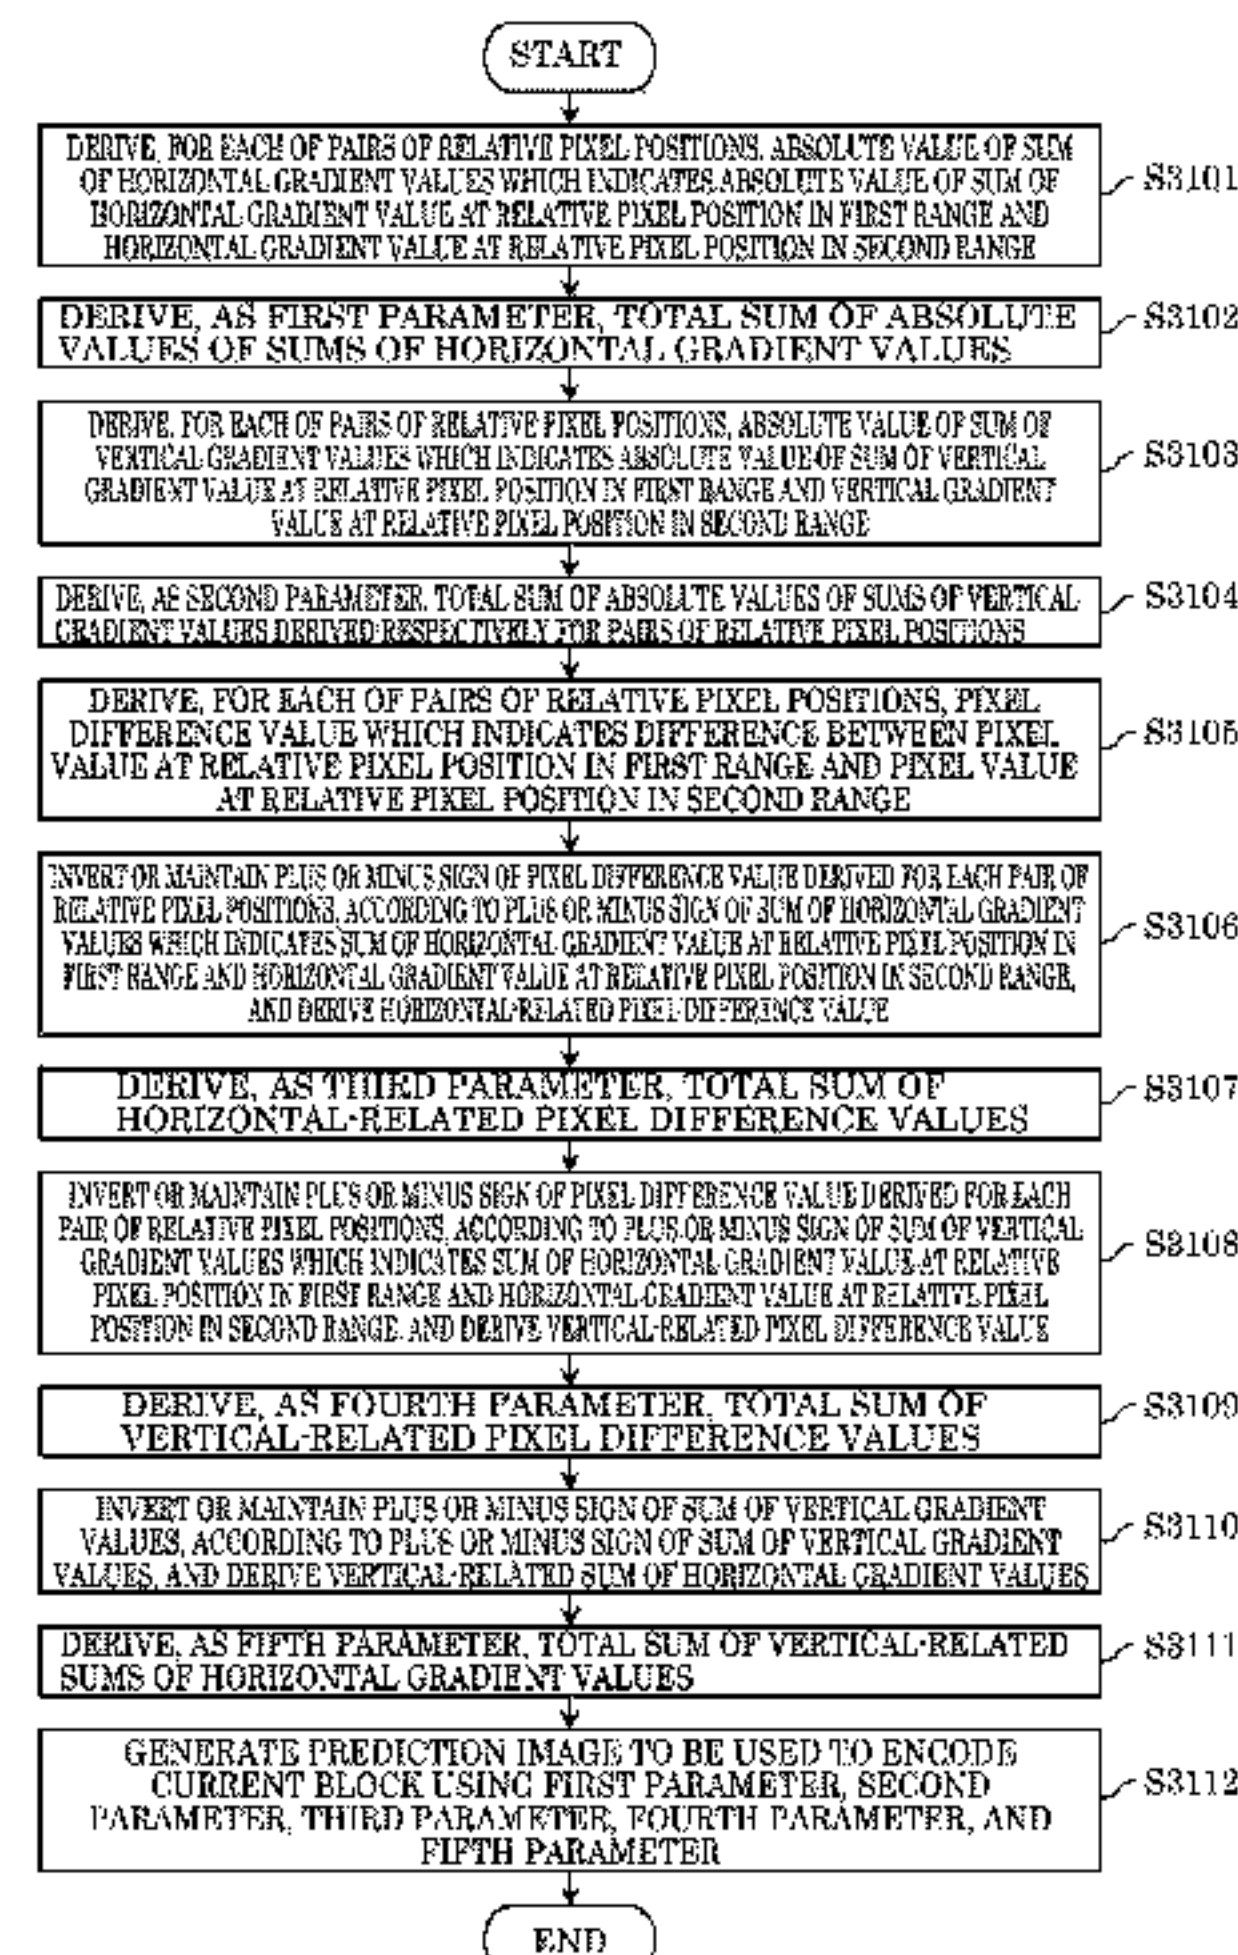 START
DERIVE, FOR EACH OF PAIRS OF RELATIVE PIXEL POSITIONS, ABSOLUTE VALUE OF SUM
OF HORIZONTAL GRADIENT VALUES WHICH INDICATES ABSOLUTE VALUE OF SUM OF
HORIZONTAL GRADIENT VALUE AT RELATIVE PIXEL POSITION IN FIRST RANGE AND
HORIZONTAL GRADIENT VALUE AT RELATIVE PIXEL POSITION IN SECOND RANGE
S3101
DERIVE, AS FIRST PARAMETER, TOTAL SUM OF ABSOLUTE
VALUES OF SUMS OF HORIZONTAL GRADIENT VALUES
S3102
DERIVE, FOR EACH OF PAIRS OF RELATIVE PIXEL POSITIONS, ABSOLUTE VALUE OF SUM OF
VERTICAL GRADIENT VALUES WHICH INDICATES ABSOLUTE VALUE OF SUM OF VERTICAL
GRADIENT VALUE AT RELATIVE PIXEL POSITION IN FIRST RANGE AND VERTICAL GRADIENT
VALUE AT RELATIVE PIXEL POSITION IN SECOND RANGE
S3103
DERIVE, AS SECOND PARAMETER, TOTAL SUM OF ABSOLUTE VALUES OF SUMS OF VERTICAL
GRADIENT VALUES DERIVED RESPECTIVELY FOR PAIRS OF RELATIVE PIXEL POSITIONS
S3104
DERIVE, FOR EACH OF PAIRS OF RELATIVE PIXEL POSITIONS, PIXEL
DIFFERENCE VALUE WHICH INDICATES DIFFERENCE BETWEEN PIXEL
VALUE AT RELATIVE PIXEL POSITION IN FIRST RANGE AND PIXEL VALUE
AT RELATIVE PIXEL POSITION IN SECOND RANGE
S3105
INVERT OR MAINTAIN PLUS OR MINUS SIGN OF PIXEL DIFFERENCE VALUE DERIVED FOR EACH PAIR OF
RELATIVE PIXEL POSITIONS, ACCORDING TO PLUS OR MINUS SIGN OF SUM OF HORIZONTAL GRADIENT
VALUES WHICH INDICATES SUM OF HORIZONTAL GRADIENT VALUE AT RELATIVE PIXEL POSITION IN
FIRST RANGE AND HORIZONTAL GRADIENT VALUE AT RELATIVE PIXEL POSITION IN SECOND RANGE,
AND DERIVE HORIZONTAL-RELATED PIXEL DIFFERENCE VALUE
S3106
DERIVE, AS THIRD PARAMETER, TOTAL SUM OF
HORIZONTAL-RELATED PIXEL DIFFERENCE VALUES
S3107
INVERT OR MAINTAIN PLUS OR MINUS SIGN OF PIXEL DIFFERENCE VALUE DERIVED FOR EACH
PAIR OF RELATIVE PIXEL POSITIONS, ACCORDING TO PLUS OR MINUS SIGN OF SUM OF VERTICAL
GRADIENT VALUES WHICH INDICATES SUM OF HORIZONTAL GRADIENT VALUE AT RELATIVE
PIXEL POSITION IN FIRST RANGE AND HORIZONTAL GRADIENT VALUE AT RELATIVE PIXEL
POSITION IN SECOND RANGE, AND DERIVE VERTICAL-RELATED PIXEL DIFFERENCE VALUE
S3108
DERIVE, AS FOURTH PARAMETER, TOTAL SUM OF
VERTICAL-RELATED PIXEL DIFFERENCE VALUES
S3109
INVERT OR MAINTAIN PLUS OR MINUS SIGN OF SUM OF VERTICAL GRADIENT
VALUES, ACCORDING TO PLUS OR MINUS SIGN OF SUM OF VERTICAL GRADIENT
VALUES, AND DERIVE VERTICAL-RELATED SUM OF HORIZONTAL GRADIENT VALUES
S3110
DERIVE, AS FIFTH PARAMETER, TOTAL SUM OF VERTICAL-RELATED
SUMS OF HORIZONTAL GRADIENT VALUES
S3111
GENERATE PREDICTION IMAGE TO BE USED TO ENCODE
CURRENT BLOCK USING FIRST PARAMETER, SECOND
PARAMETER, THIRD PARAMETER, FOURTH PARAMETER, AND
FIFTH PARAMETER
S3112
END